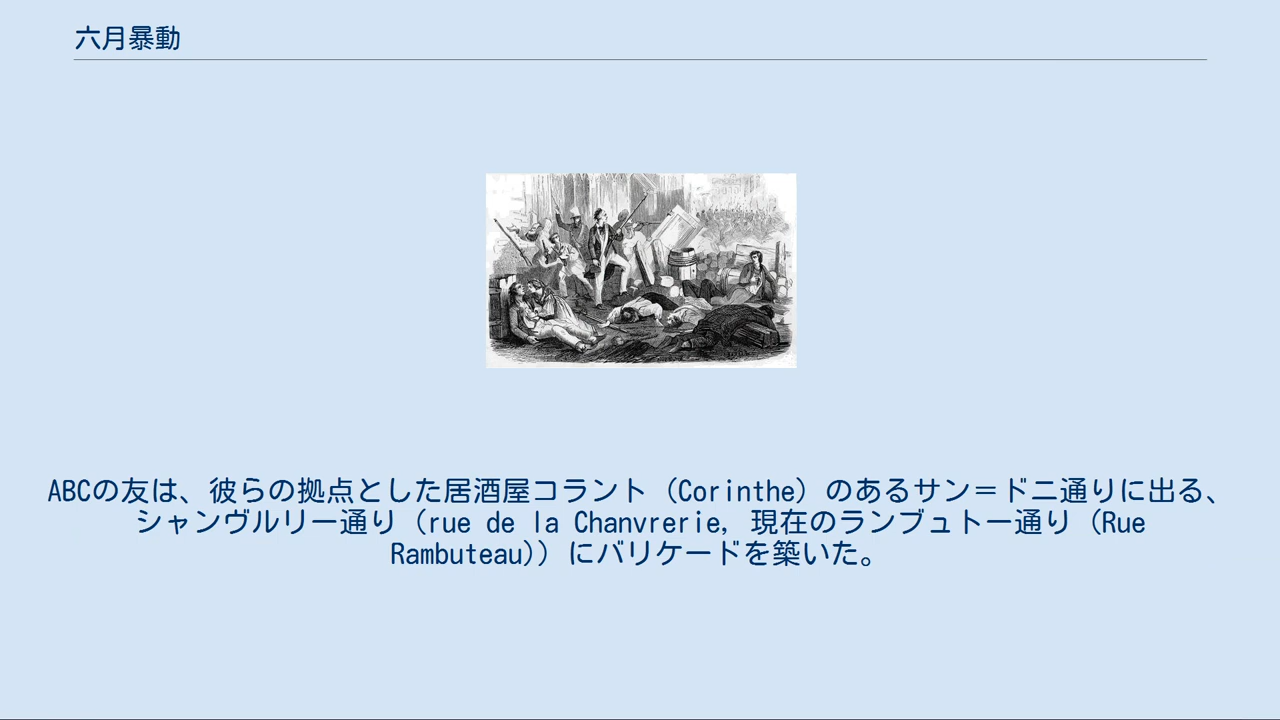 六月暴動
ABCの友は、彼らの拠点とした居酒屋コラント（Corinthe）のあるサン＝ドニ通りに出る、
シャンヴルリー通り（rue de la Chanvrerie, 現在のランブュトー通り（Rue
Rambuteau)）にバリケードを築いた。